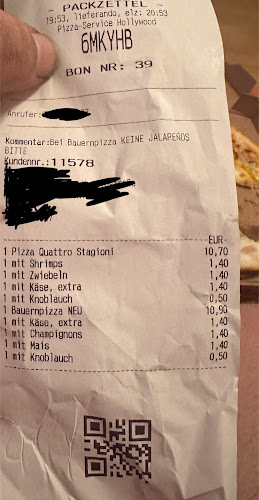 - PACKZETTEL -
19:53, lieferando, elz: 20:53
Pizza-Service Hollywood
6MKYHB
BON NR: 39
Anrufer:
Kommentar:Bei Bauernpizza KEINE JALAPEÑOS
BITTE
Kundennr.:11578
EUR
1 Pizza Quattro Stagioni 10,70
1 mit Shrimps 1,40
1 mit Zwiebeln 1,40
1 mit Käse, extra 1,40
1 mit Knoblauch 0,50
1 Bauernpizza NEU 10,90
1 mit Käse, extra 1,40
1 mit Champignons 1,40
1 mit Mais 1,40
1 mit Knoblauch 0,50